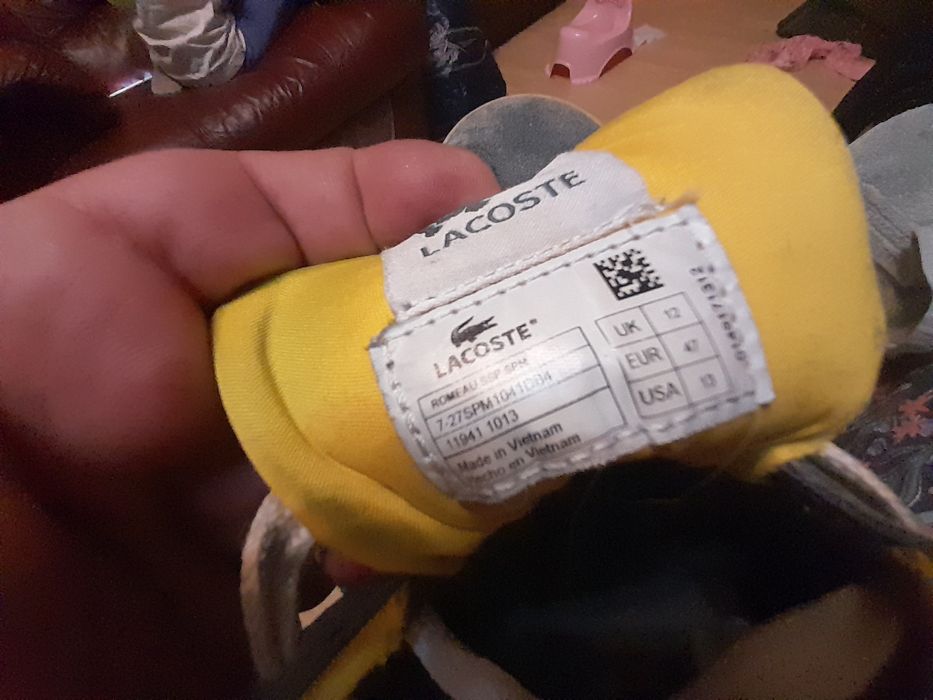 LACOSTE
LACOSTE
ROMEAU SSP SPM
7-27SPM1041DB4
11941 1013
Made in Vietnam
Hecho en Vietnam
UK 12
EUR 47
USA 13